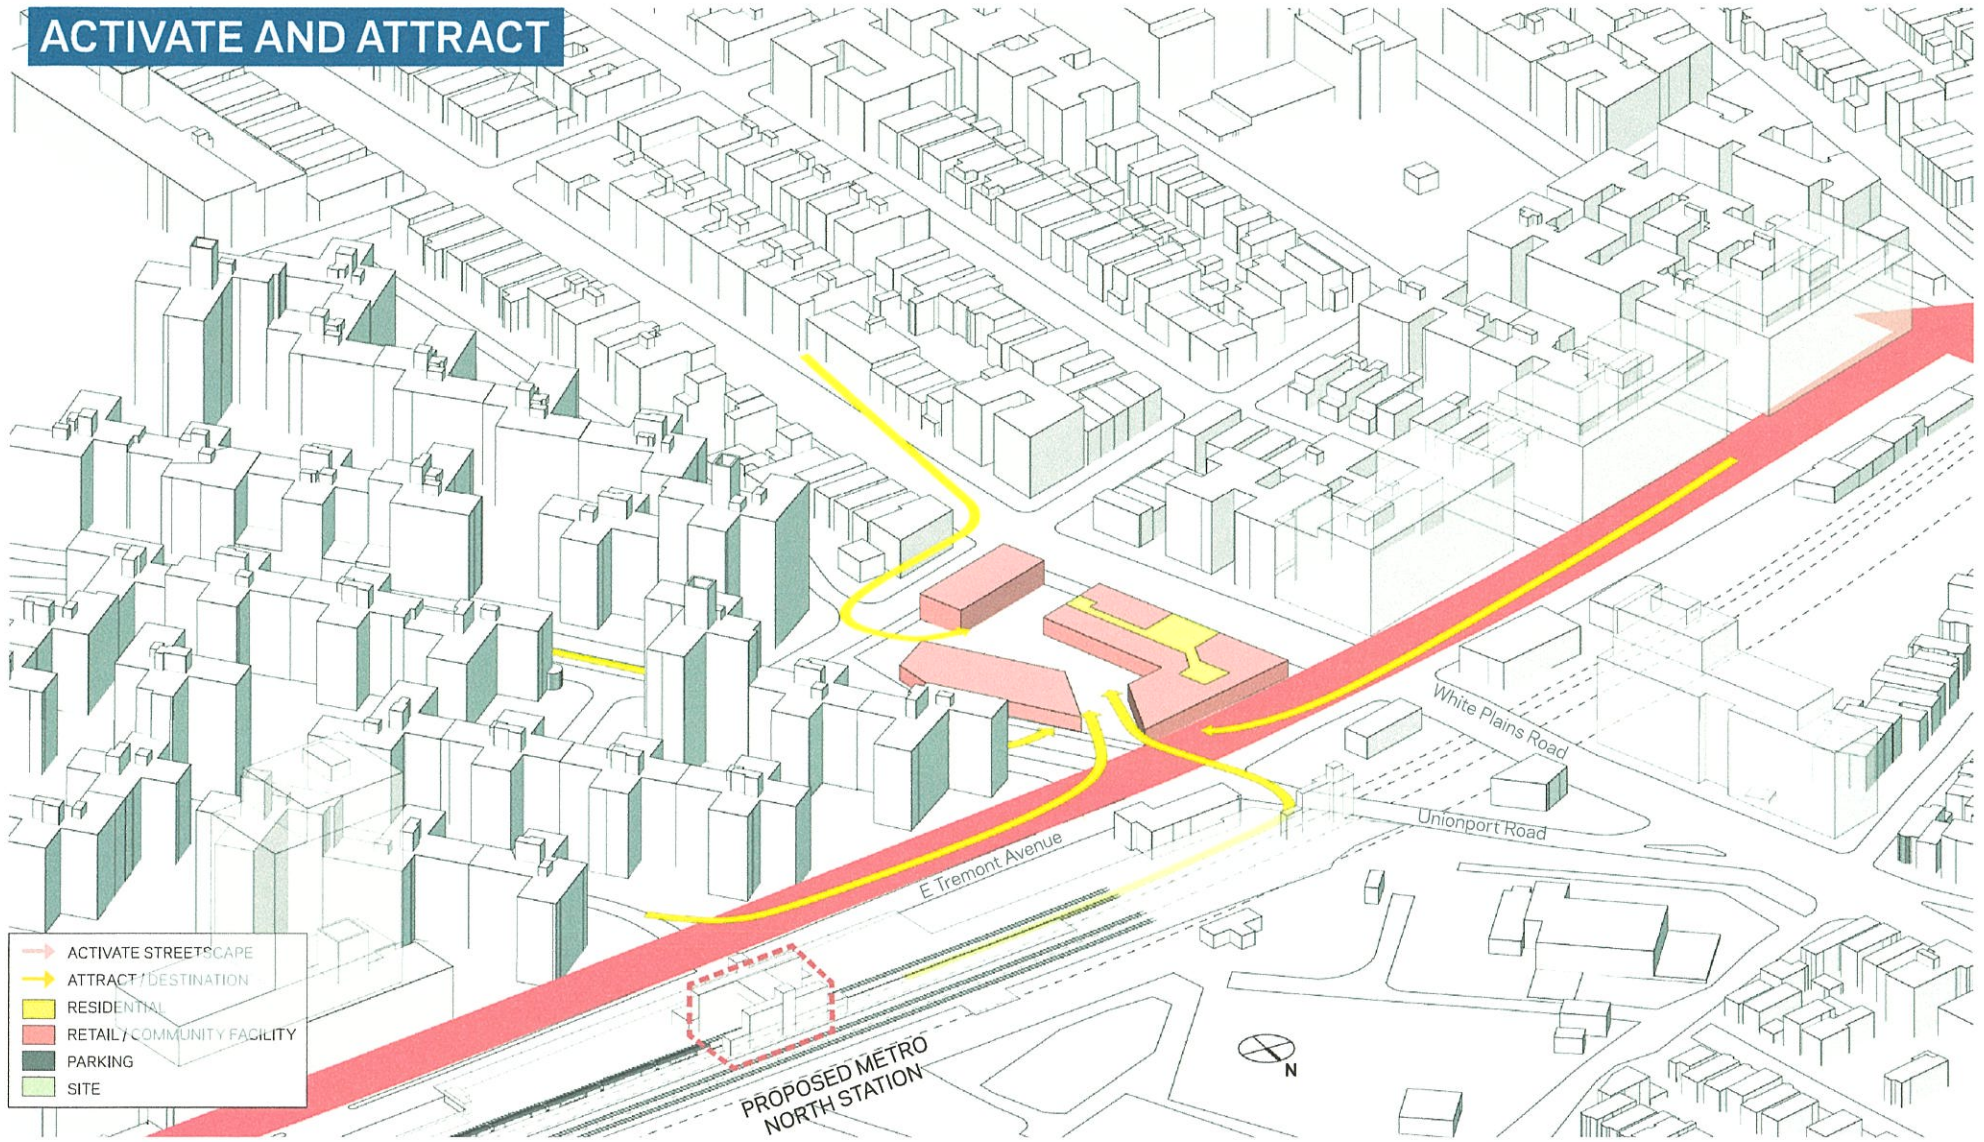 ACTIVATE AND ATTRACT
White Plains Road
Unionport Road
E Tremont Avenue
ACTIVATE STREETSCAPE
ATTRACT / DESTINATION
RESIDENTIAL
RETAIL / COMMUNITY FACILITY
PARKING
SITE
PROPOSED METRO
NORTH STATION
N